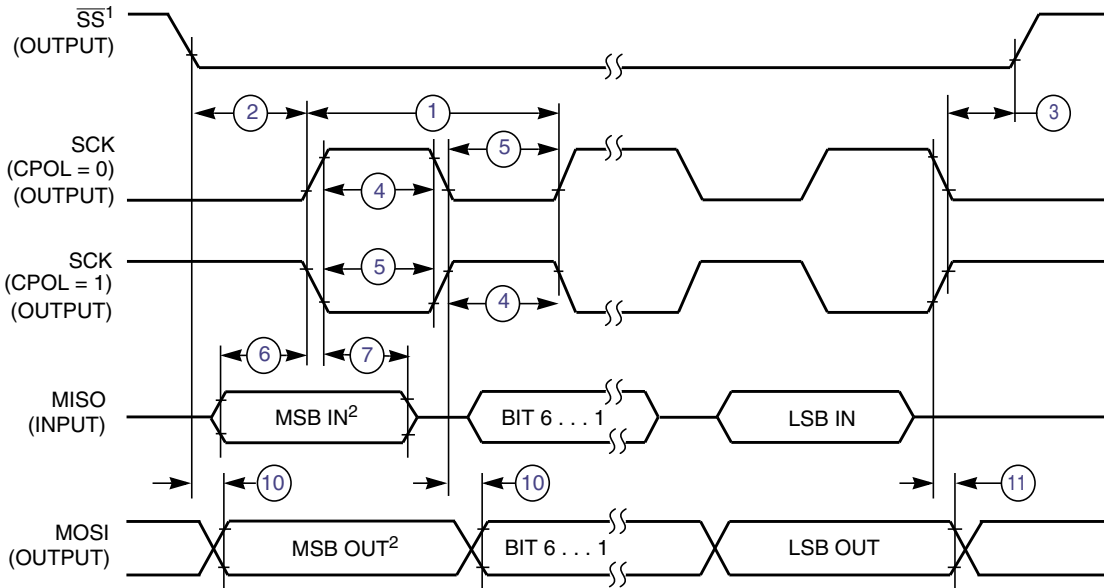 SS¹
(OUTPUT)
2
1
3
SCK
(CPOL = 0)
(OUTPUT)
5
4
SCK
(CPOL = 1)
(OUTPUT)
5
4
6
7
MISO
(INPUT)
MSB IN²
BIT 6 . . . 1
LSB IN
10
10
11
MOSI
(OUTPUT)
MSB OUT²
BIT 6 . . . 1
LSB OUT